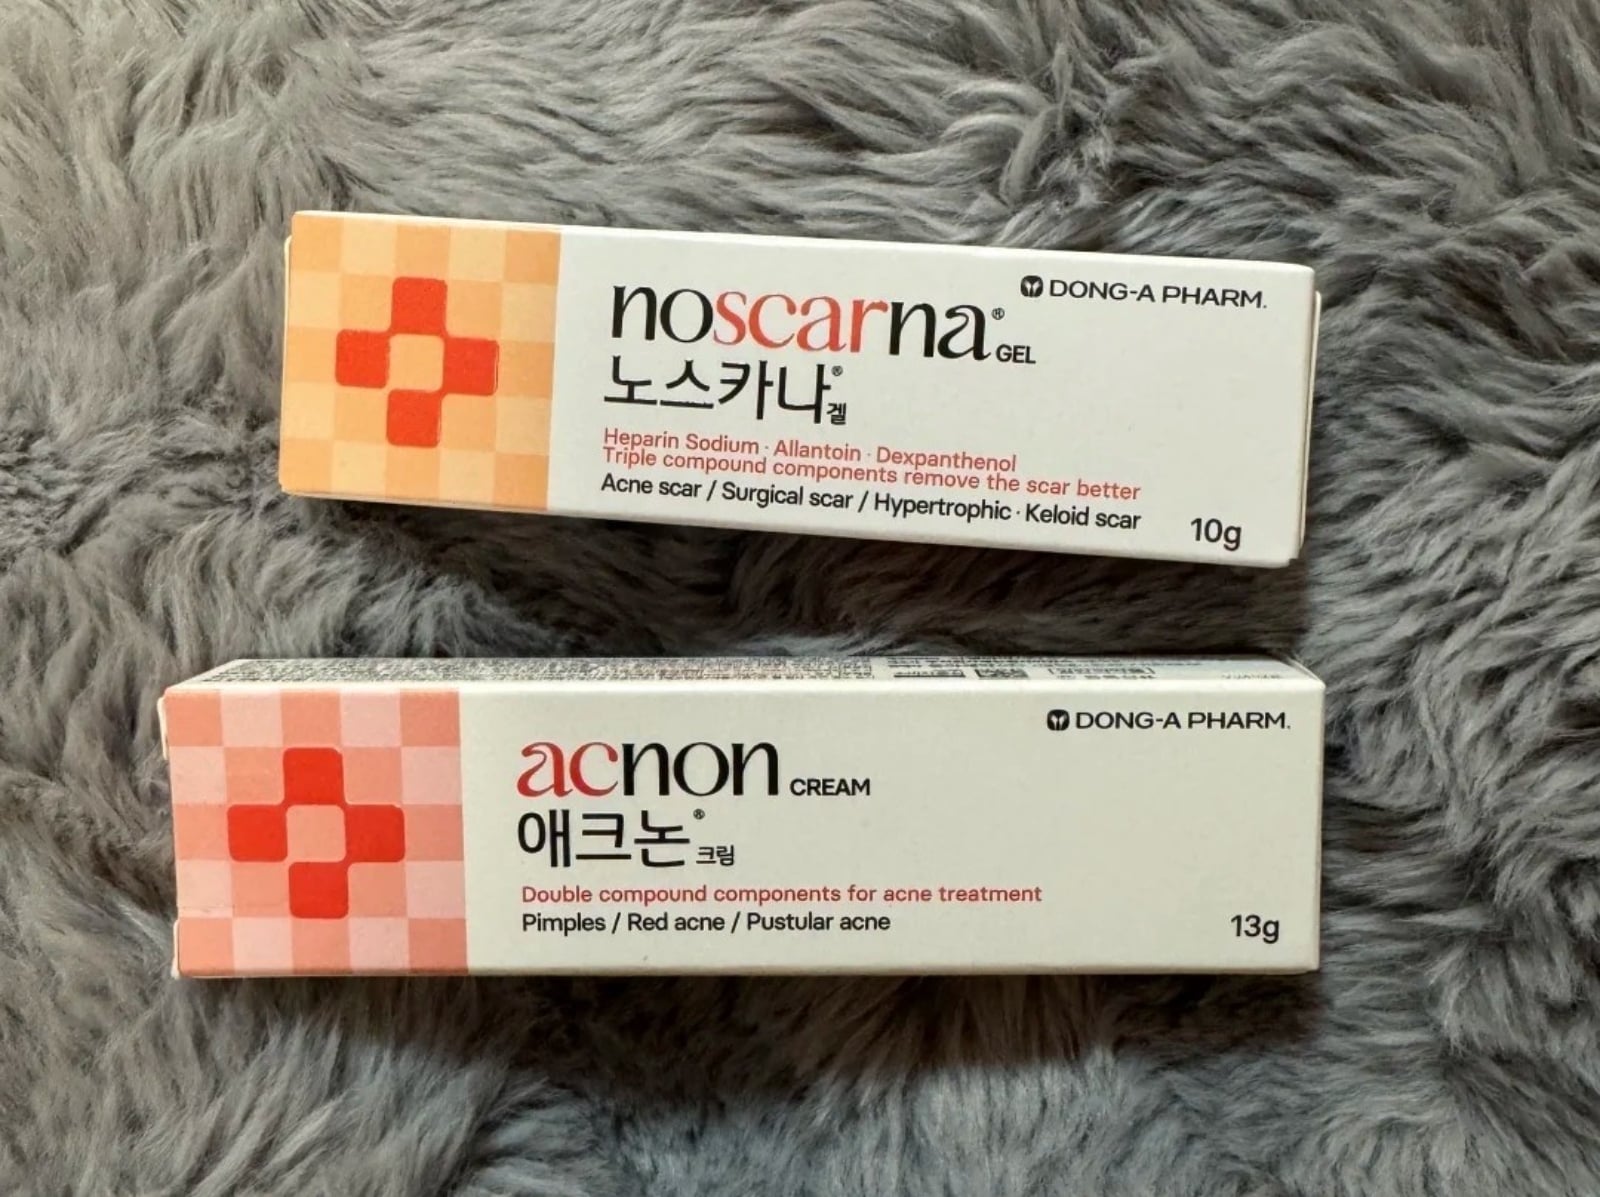 DONG-A PHARM.
noscarna® GEL
노스카나® 겔
Heparin Sodium · Allantoin · Dexpanthenol
Triple compound components remove the scar better
Acne scar / Surgical scar / Hypertrophic · Keloid scar
10g
DONG-A PHARM.
acnon CREAM
애크논® 크림
Double compound components for acne treatment
Pimples / Red acne / Pustular acne
13g